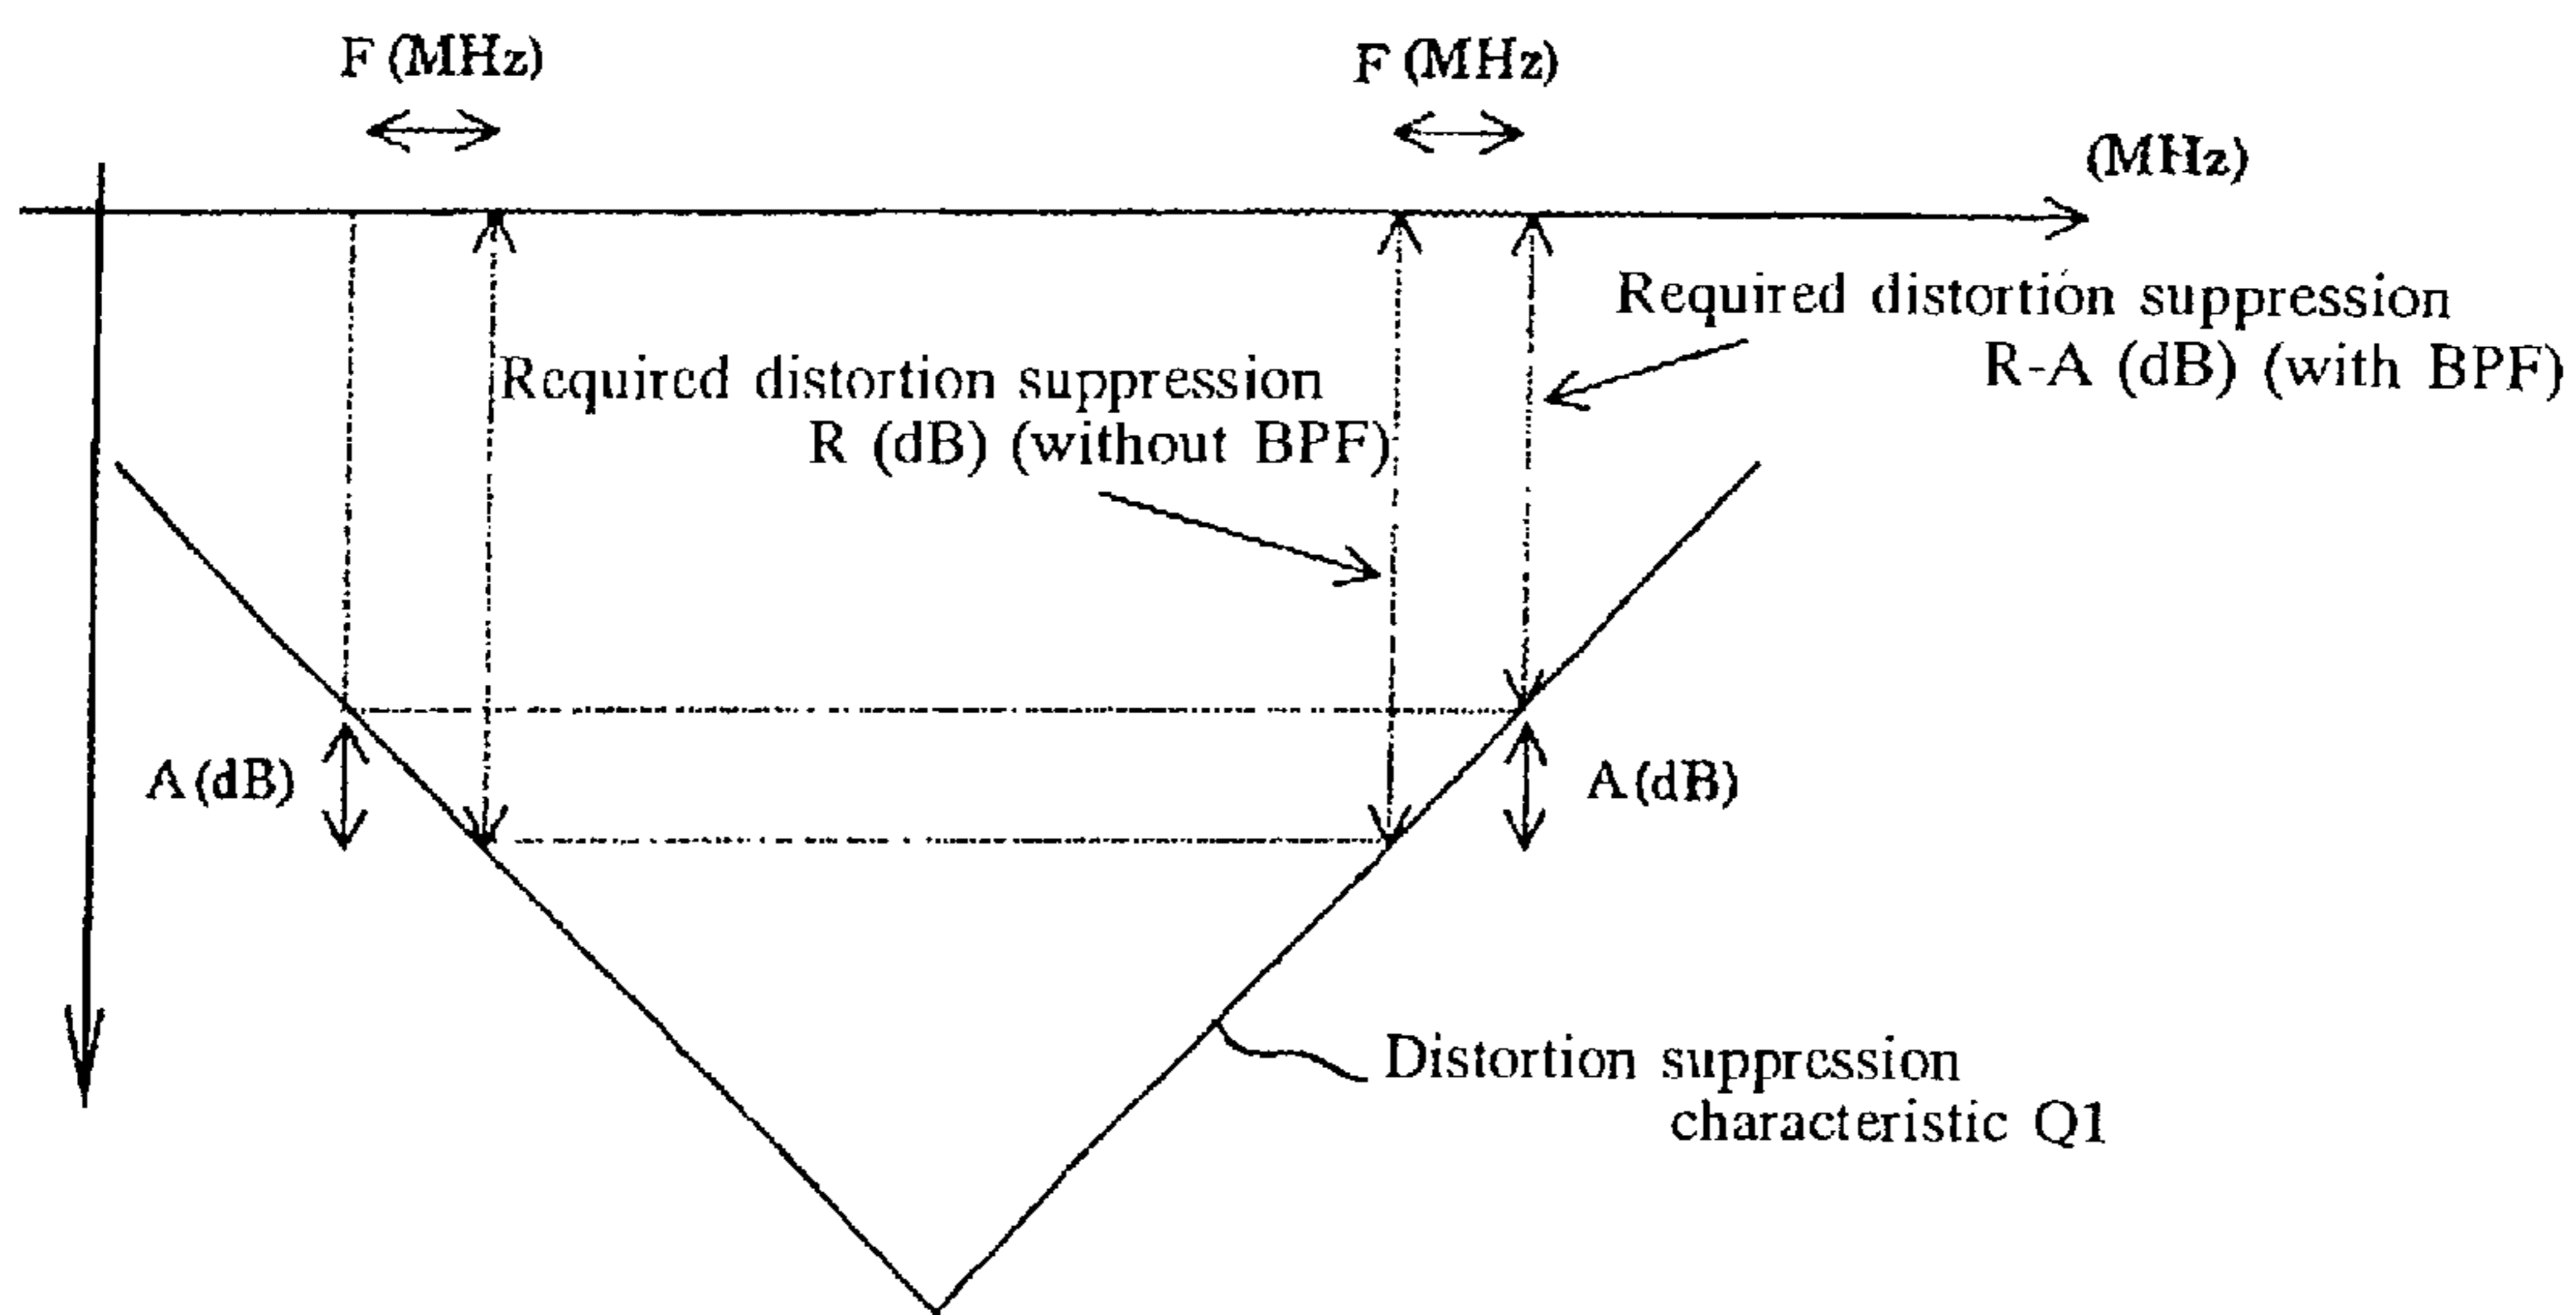 F (MHz)
F (MHz)
(MHz)
Required distortion suppression
R-A (dB) (with BPF)
Required distortion suppression
R (dB) (without BPF)
A (dB)
A (dB)
Distortion suppression
characteristic Q1